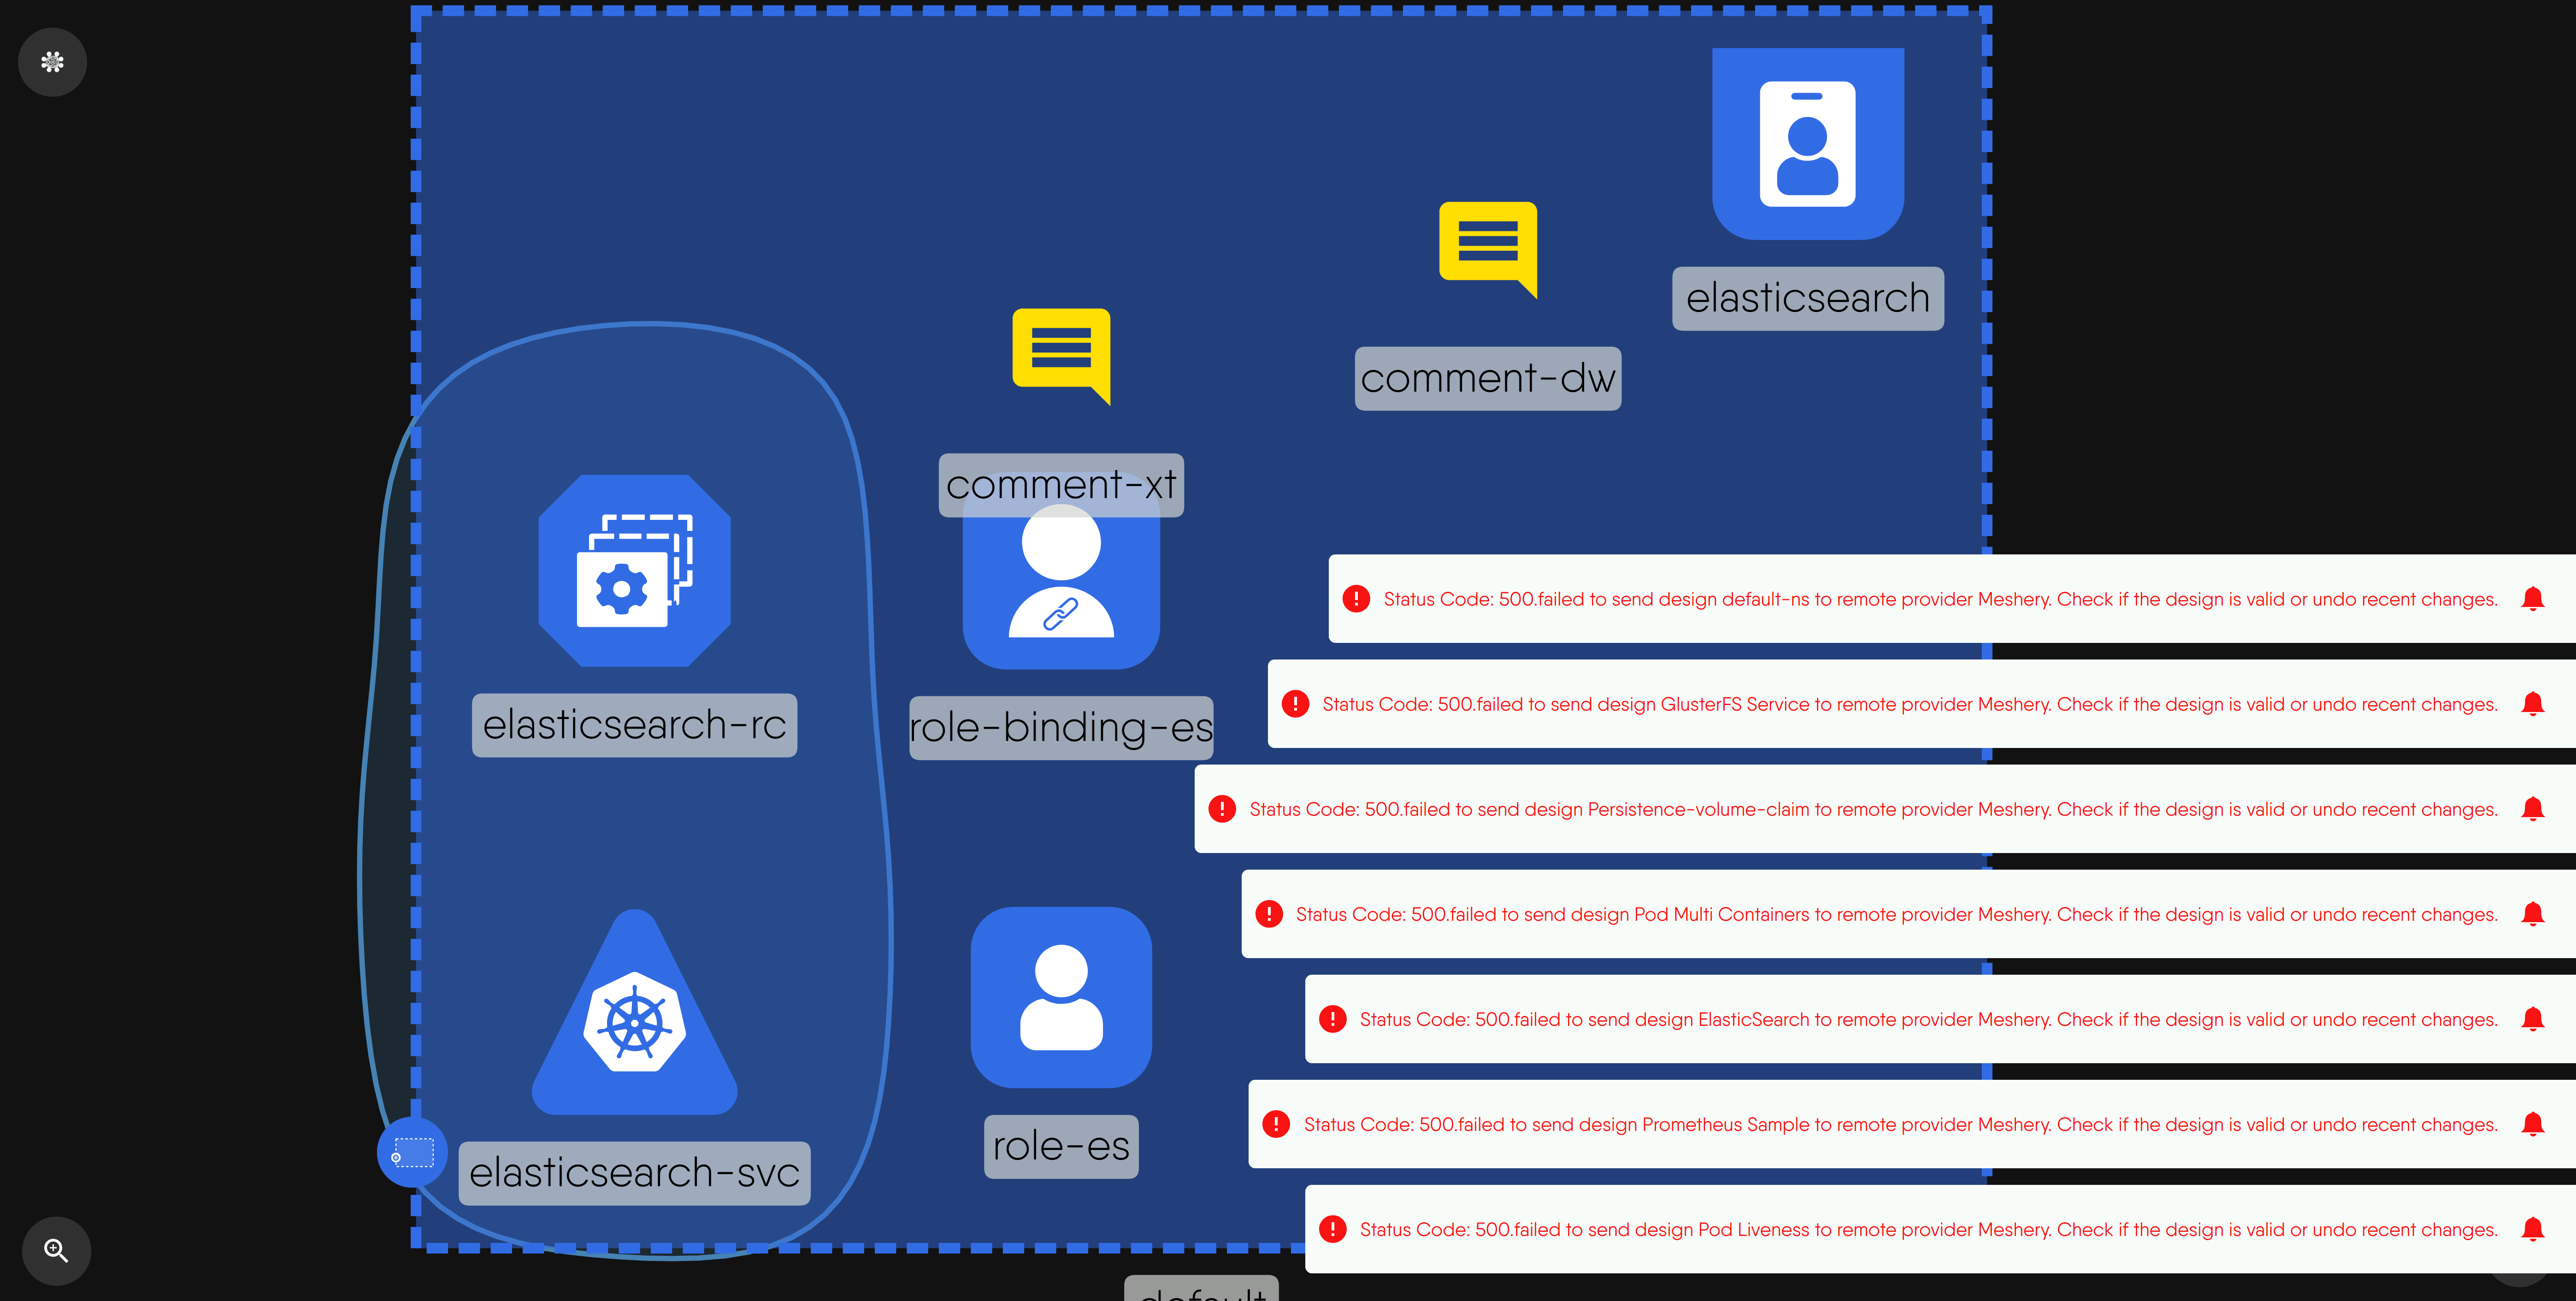 elasticsearch
comment-dw
comment-xt
elasticsearch-rc
role-binding-es
elasticsearch-svc
role-es
default
Status Code: 500.failed to send design default-ns to remote provider Meshery. Check if the design is valid or undo recent changes.
Status Code: 500.failed to send design GlusterFS Service to remote provider Meshery. Check if the design is valid or undo recent changes.
Status Code: 500.failed to send design Persistence-volume-claim to remote provider Meshery. Check if the design is valid or undo recent changes.
Status Code: 500.failed to send design Pod Multi Containers to remote provider Meshery. Check if the design is valid or undo recent changes.
Status Code: 500.failed to send design ElasticSearch to remote provider Meshery. Check if the design is valid or undo recent changes.
Status Code: 500.failed to send design Prometheus Sample to remote provider Meshery. Check if the design is valid or undo recent changes.
Status Code: 500.failed to send design Pod Liveness to remote provider Meshery. Check if the design is valid or undo recent changes.